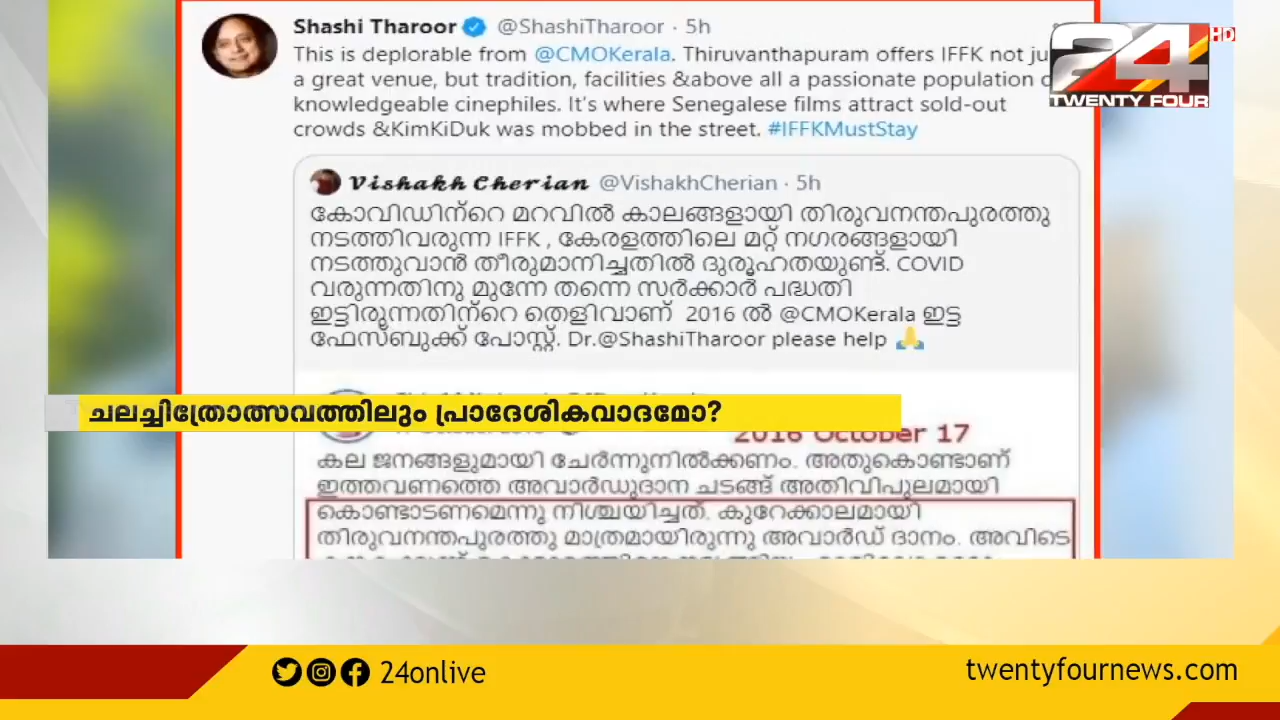 Shashi Tharoor @ShashiTharoor · 5h
This is deplorable from @CMOKerala. Thiruvanthapuram offers IFFK not
a great venue, but tradition, facilities &above all a passionate population
knowledgeable cinephiles. It's where Senegalese films attract sold-out
crowds &KimKiDuk was mobbed in the street. #IFFKMustStay
24 HD
TWENTY FOUR
Vishakh Cherian @VishakhCherian · 5h
കോവിഡിന്റെ മറവിൽ കാലങ്ങളായി തിരുവനന്തപുരത്തു
നടത്തിവരുന്ന IFFK , കേരളത്തിലെ മറ്റ് നഗരങ്ങളായി
നടത്തുവാൻ തീരുമാനിച്ചതിൽ ദുരൂഹതയുണ്ട്. COVID
വരുന്നതിനു മുന്നേ തന്നെ സർക്കാർ പദ്ധതി
ഇട്ടിരുന്നതിന്റെ തെളിവാണ് 2016 ൽ @CMOKerala ഇട്ട
ഫേസ്ബുക്ക് പോസ്റ്റ്. Dr.@ShashiTharoor please help 🙏
ചലച്ചിത്രോത്സവത്തിലും പ്രാദേശികവാദമോ?
2016 October 17
കല ജനങ്ങളുമായി ചേർന്നുനിൽക്കണം. അതുകൊണ്ടാണ്
ഇത്തവണത്തെ അവാർഡുദാന ചടങ്ങ് അതിവിപുലമായി
കൊണ്ടാടണമെന്നു നിശ്ചയിച്ചത്. കുറേക്കാലമായി
തിരുവനന്തപുരത്തു മാത്രമായിരുന്നു അവാർഡ് ദാനം. അവിടെ
24onlive
twentyfournews.com